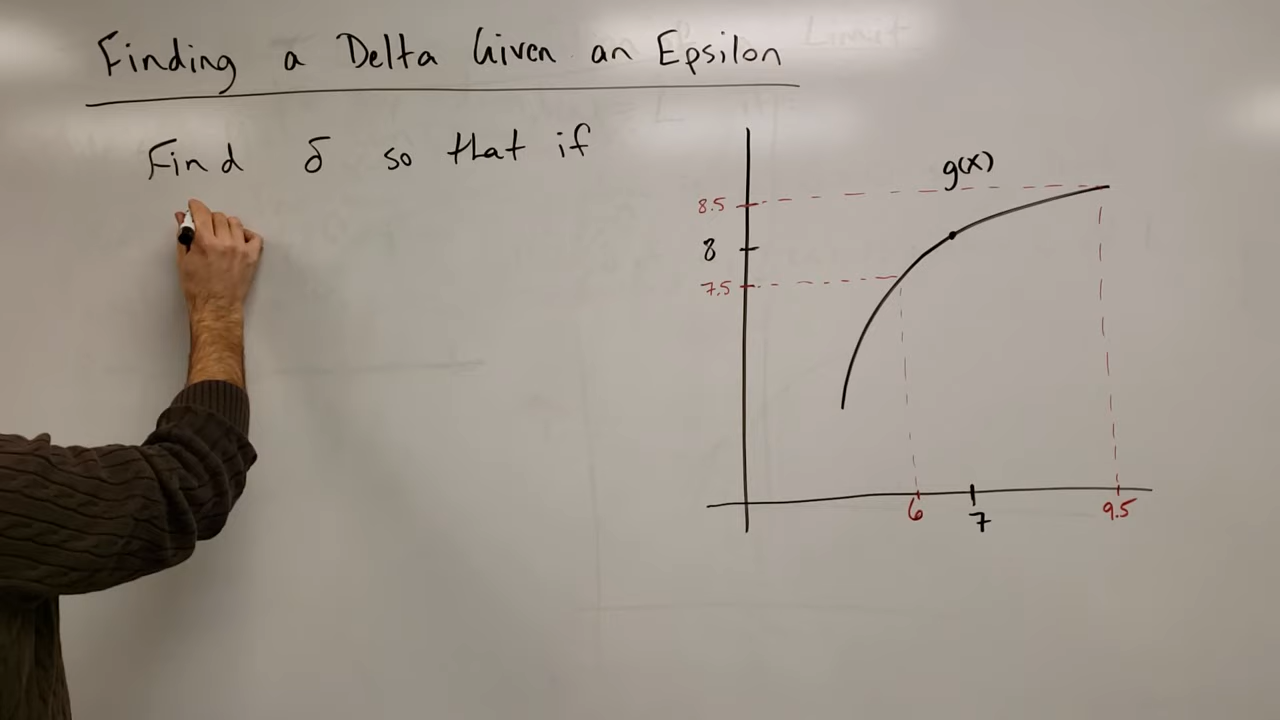 Finding a Delta Given an Epsilon
Find δ so that if
g(x)
8.5
8
7.5
6
7
9.5